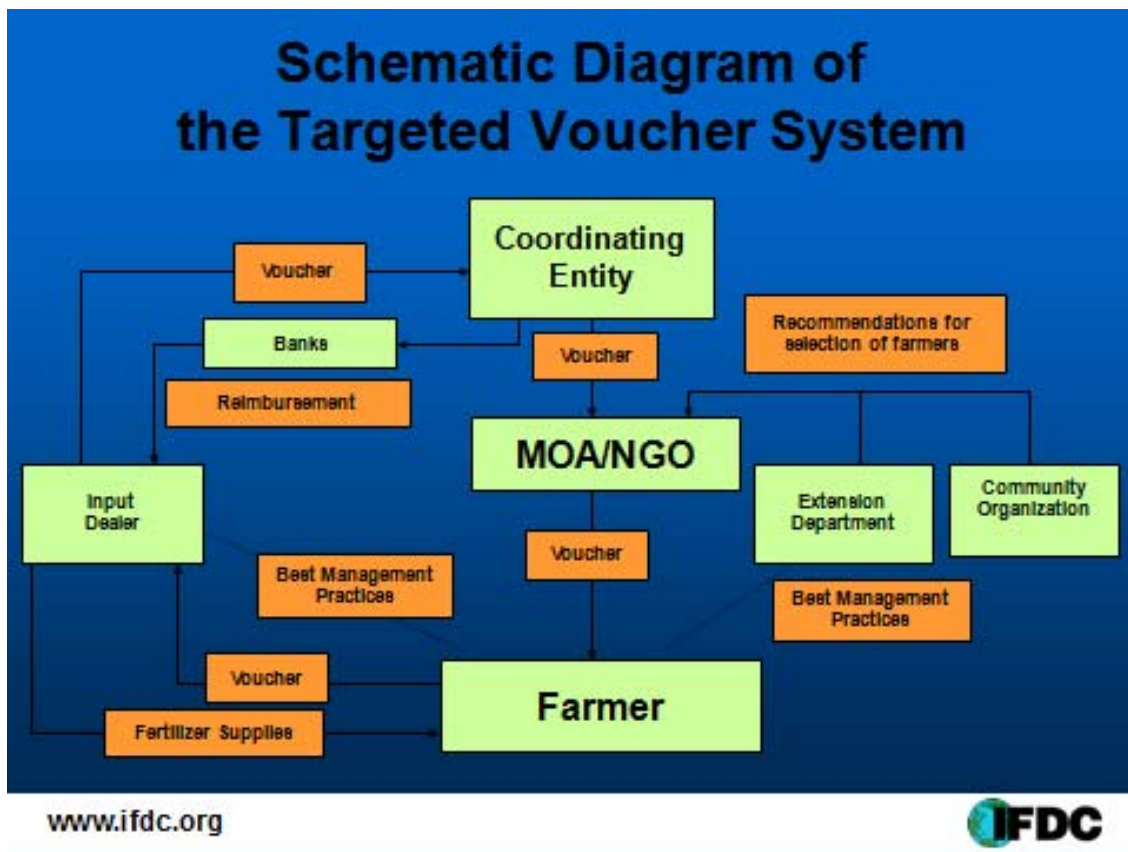 Schematic Diagram of
the Targeted Voucher System
Coordinating
Entity
Voucher
Recommendations for
selection of farmers
Banks
Voucher
Reimbursement
MOA/NGO
Input
Dealer
Extension
Department
Community
Organization
Voucher
Best Management
Practices
Best Management
Practices
Voucher
Farmer
Fertilizer Supplies
www.ifdc.org
IFDC